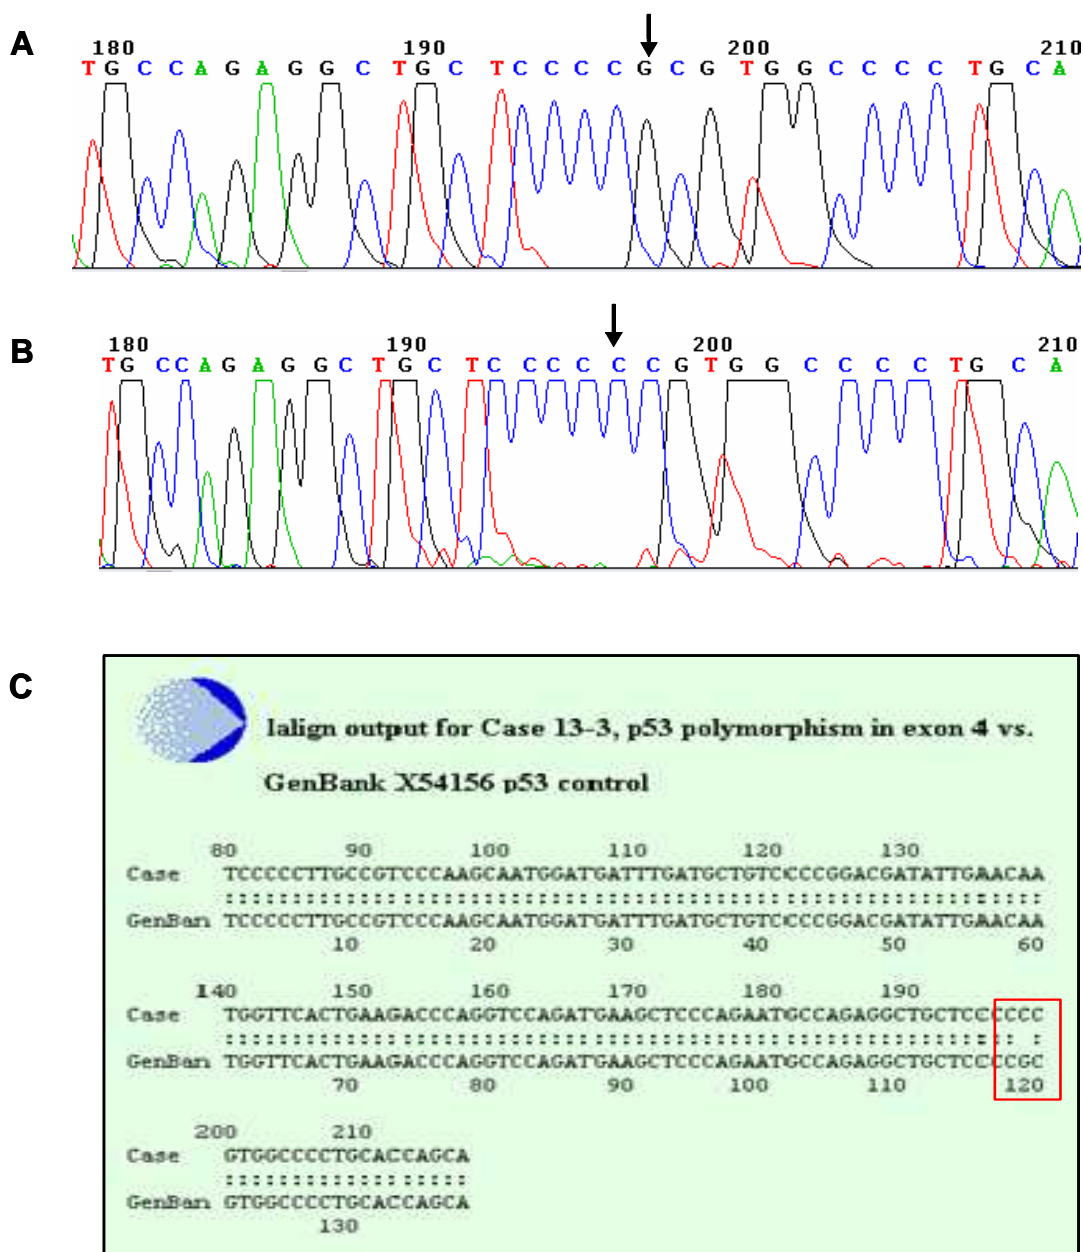 A
180 190 200 210
T G C C A G A G G C T G C T C C C C G C G T G G C C C C T G C A
B
180 190 200 210
T G C C A G A G G C T G C T C C C C C C G T G G C C C C T G C A
C
lalign output for Case 13-3, p53 polymorphism in exon 4 vs.
GenBank X54156 p53 control
80 90 100 110 120 130
Case TCCCCCTTGCCGTCCCAAGCAATGGATGATTTGATGCTGTCCCCGGACGATATTGAACAA
::::::::::::::::::::::::::::::::::::::::::::::::::::::::::::
GenBan TCCCCCTTGCCGTCCCAAGCAATGGATGATTTGATGCTGTCCCCGGACGATATTGAACAA
10 20 30 40 50 60
140 150 160 170 180 190
Case TGGTTCACTGAAGACCCAGGTCCAGATGAAGCTCCCAGAATGCCAGAGGCTGCTCCCCCC
:::::::::::::::::::::::::::::::::::::::::::::::::::::::::: :
GenBan TGGTTCACTGAAGACCCAGGTCCAGATGAAGCTCCCAGAATGCCAGAGGCTGCTCCCCGC
70 80 90 100 110 120
200 210
Case GTGGCCCCTGCACCAGCA
::::::::::::::::::
GenBan GTGGCCCCTGCACCAGCA
130